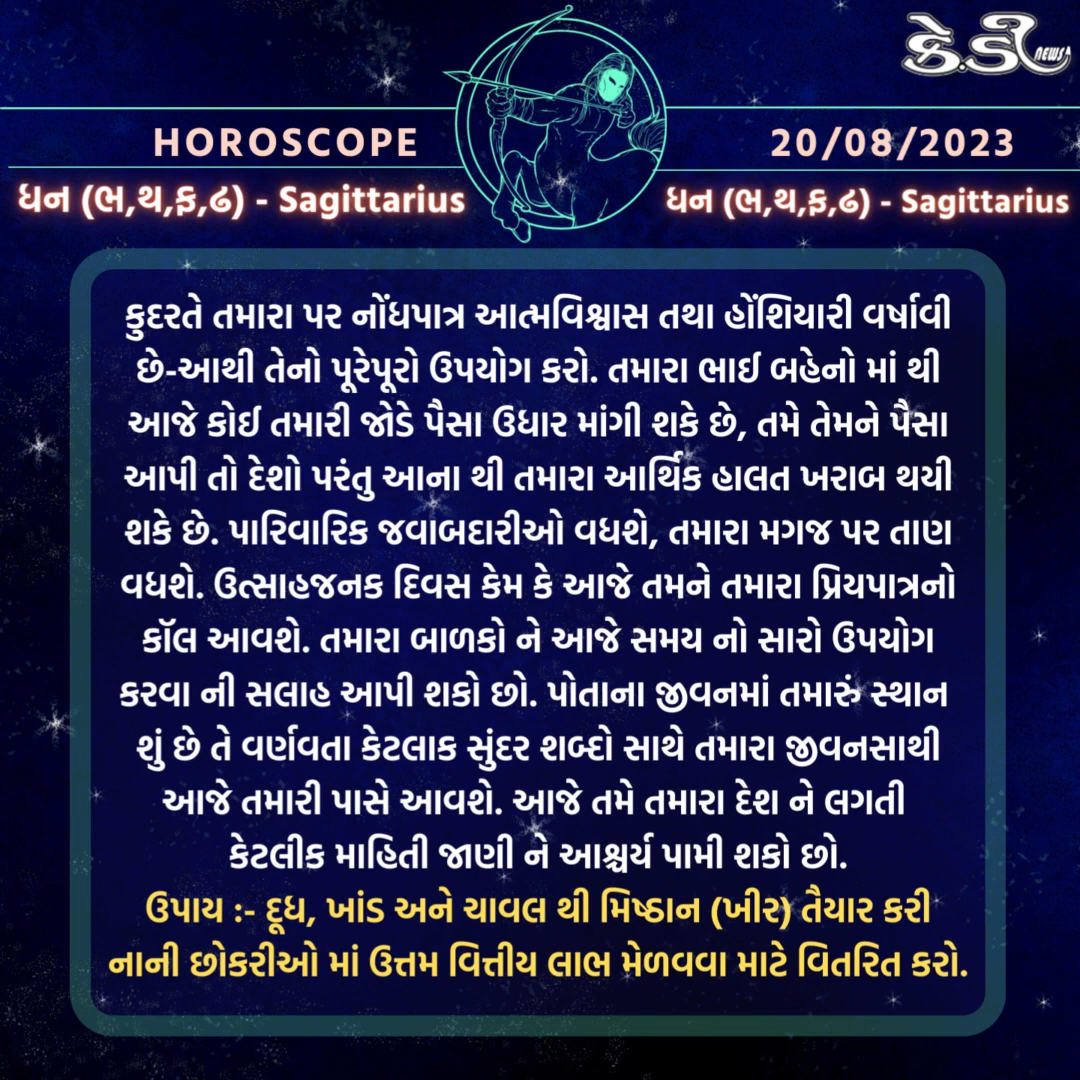 કે.ડી NEWS
HOROSCOPE
20/08/2023
ધન (ભ,થ,ફ,ઢ) - Sagittarius
ધન (ભ,થ,ફ,ઢ) - Sagittarius
કુદરતે તમારા પર નોંધપાત્ર આત્મવિશ્વાસ તથા હોંશિયારી વર્ષાવી
છે-આથી તેનો પૂરેપૂરો ઉપયોગ કરો. તમારા ભાઈ બહેનો માં થી
આજે કોઈ તમારી જોડે પૈસા ઉધાર માંગી શકે છે, તમે તેમને પૈસા
આપી તો દેશો પરંતુ આના થી તમારા આર્થિક હાલત ખરાબ થયી
શકે છે. પારિવારિક જવાબદારીઓ વધશે, તમારા મગજ પર તાણ
વધશે. ઉત્સાહજનક દિવસ કેમ કે આજે તમને તમારા પ્રિયપાત્રનો
કૉલ આવશે. તમારા બાળકો ને આજે સમય નો સારો ઉપયોગ
કરવા ની સલાહ આપી શકો છો. પોતાના જીવનમાં તમારું સ્થાન
શું છે તે વર્ણવતા કેટલાક સુંદર શબ્દો સાથે તમારા જીવનસાથી
આજે તમારી પાસે આવશે. આજે તમે તમારા દેશ ને લગતી
કેટલીક માહિતી જાણી ને આશ્ચર્ય પામી શકો છો.
ઉપાય :- દૂધ, ખાંડ અને ચાવલ થી મિષ્ઠાન (ખીર) તૈયાર કરી
નાની છોકરીઓ માં ઉત્તમ વિત્તીય લાભ મેળવવા માટે વિતરિત કરો.